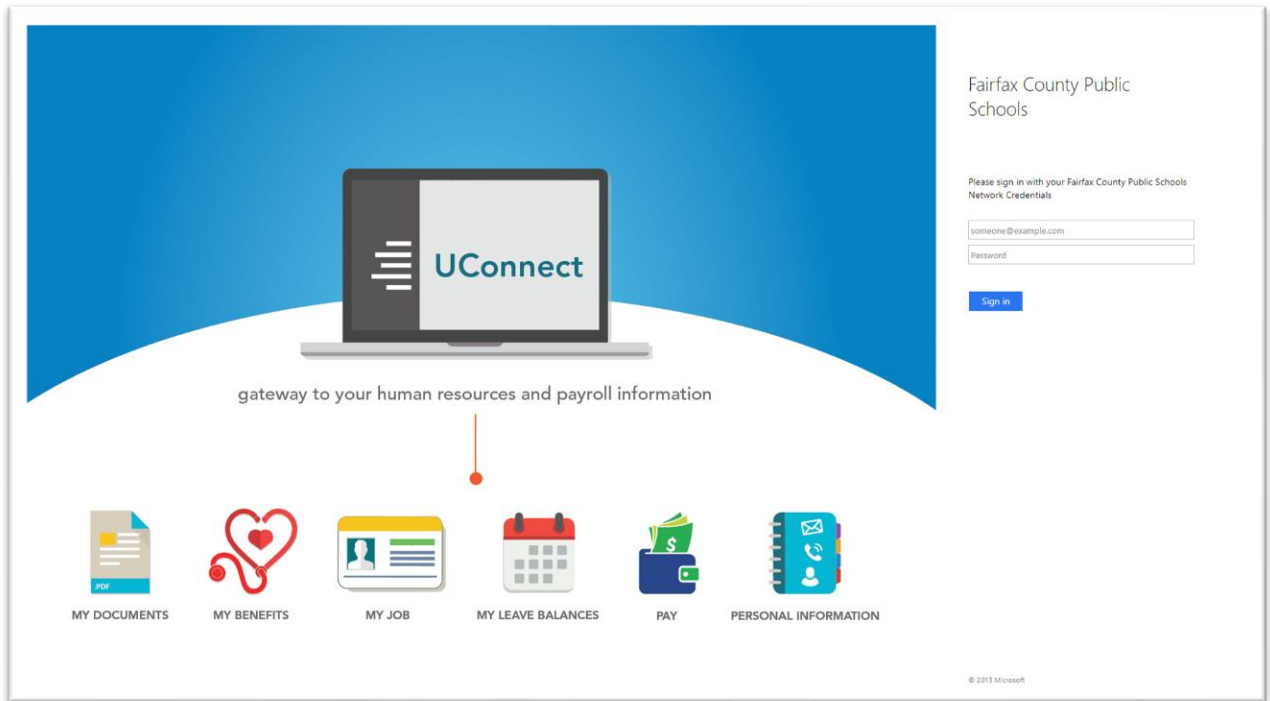 UConnect
gateway to your human resources and payroll information
PDF
$
MY DOCUMENTS
MY BENEFITS
MY JOB
MY LEAVE BALANCES
PAY
PERSONAL INFORMATION
Fairfax County Public
Schools
Please sign in with your Fairfax County Public Schools
Network Credentials
someone@example.com
Password
Sign in
© 2013 Microsoft